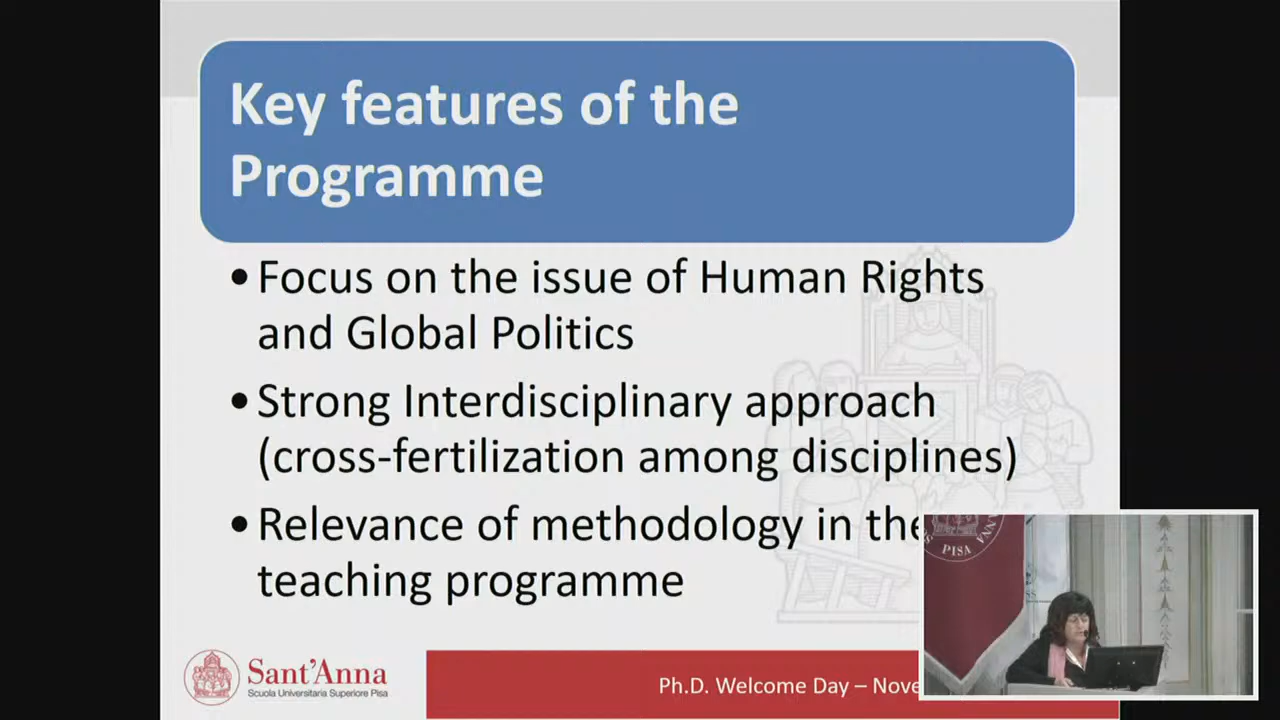 Key features of the
Programme
•Focus on the issue of Human Rights
and Global Politics
•Strong Interdisciplinary approach
(cross-fertilization among disciplines)
•Relevance of methodology in the
teaching programme
Sant'Anna
Scuola Universitaria Superiore Pisa
Ph.D. Welcome Day – Nove
PISA